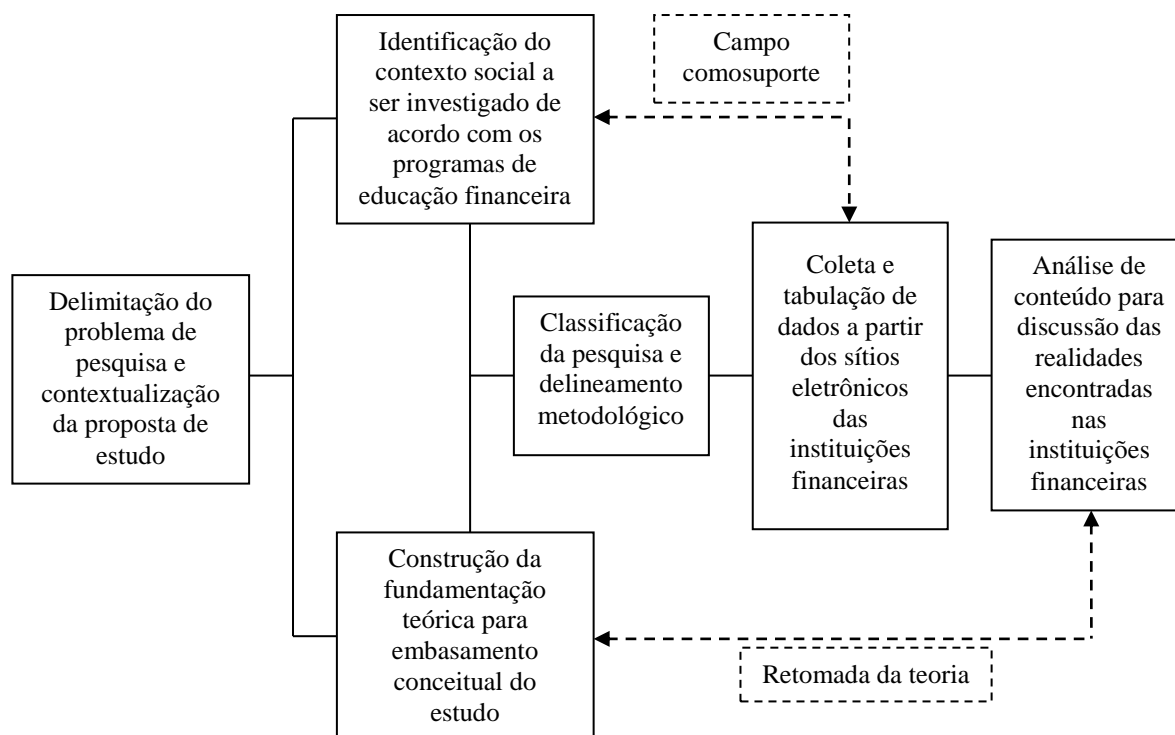 Identificação do
contexto social a
ser investigado de
acordo com os
programas de
educação financeira
Campo
comosuporte
Delimitação do
problema de
pesquisa e
contextualização
da proposta de
estudo
Classificação
da pesquisa e
delineamento
metodológico
Coleta e
tabulação de
dados a partir
dos sítios
eletrônicos
das
instituições
financeiras
Análise de
conteúdo para
discussão das
realidades
encontradas
nas
instituições
financeiras
Construção da
fundamentação
teórica para
embasamento
conceitual do
estudo
Retomada da teoria